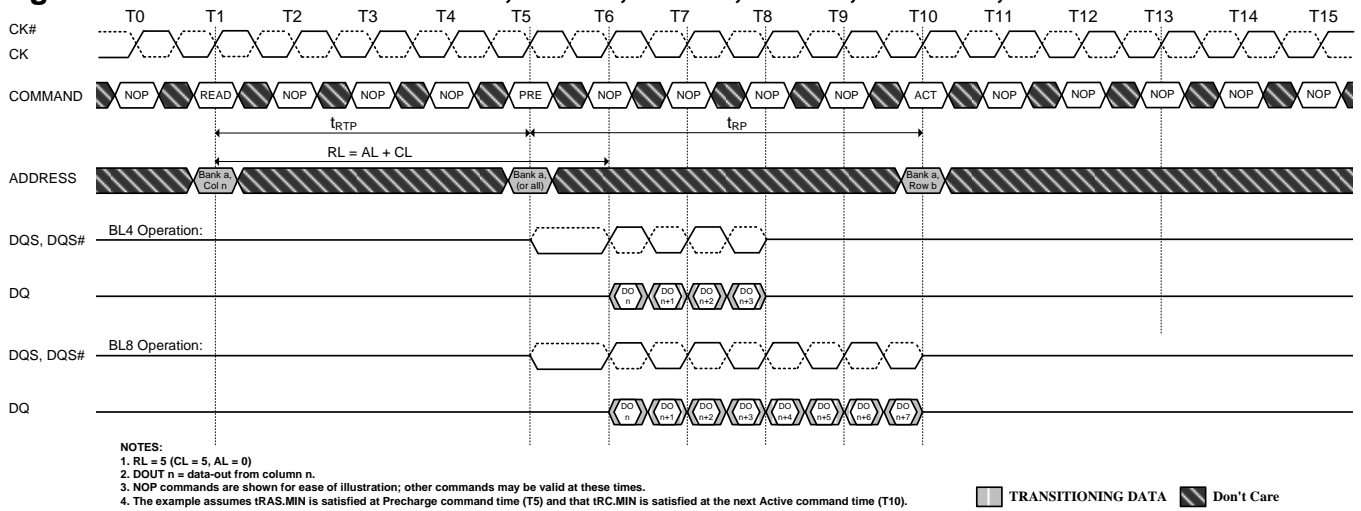 T0 T1 T2 T3 T4 T5 T6 T7 T8 T9 T10 T11 T12 T13 T14 T15
CK#
CK
COMMAND NOP READ NOP NOP NOP PRE NOP NOP NOP NOP ACT NOP NOP NOP NOP NOP
tRTP tRP
RL = AL + CL
ADDRESS Bank a, Col n Bank a, (or all) Bank a, Row b
BL4 Operation:
DQS, DQS#
DQ DO n DO n+1 DO n+2 DO n+3
BL8 Operation:
DQS, DQS#
DQ DO n DO n+1 DO n+2 DO n+3 DO n+4 DO n+5 DO n+6 DO n+7
NOTES:
1. RL = 5 (CL = 5, AL = 0)
2. DOUT n = data-out from column n.
3. NOP commands are shown for ease of illustration; other commands may be valid at these times.
4. The example assumes tRAS.MIN is satisfied at Precharge command time (T5) and that tRC.MIN is satisfied at the next Active command time (T10).
TRANSITIONING DATA Don't Care